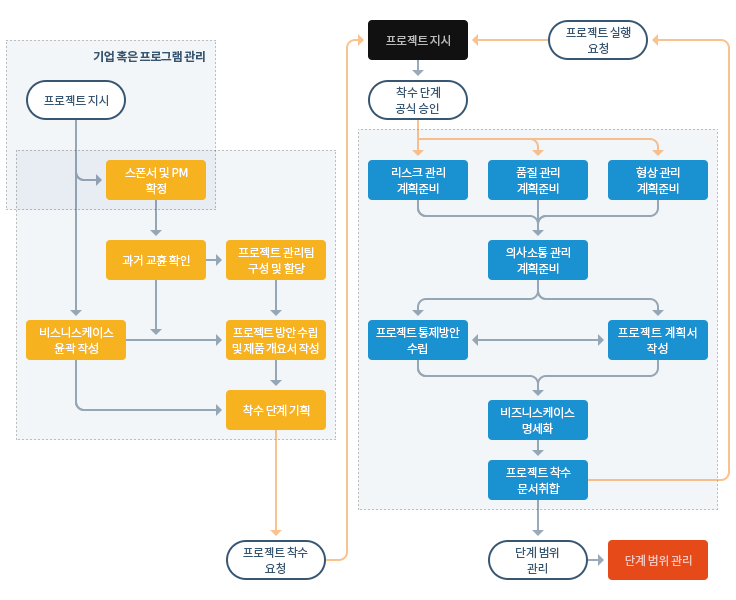 기업 혹은 프로그램 관리
프로젝트 지시
스폰서 및 PM
확정
과거 교훈 확인
프로젝트 관리팀
구성 및 할당
비스니스케이스
윤곽 작성
프로젝트 방안 수립
및 제품 개요서 작성
착수 단계 기획
프로젝트 착수
요청
프로젝트 지시
프로젝트 실행
요청
착수 단계
공식 승인
리스크 관리
계획준비
품질 관리
계획준비
형상 관리
계획준비
의사소통 관리
계획준비
프로젝트 통제방안
수립
프로젝트 계획서
작성
비즈니스케이스
명세화
프로젝트 착수
문서취합
단계 범위
관리
단계 범위 관리